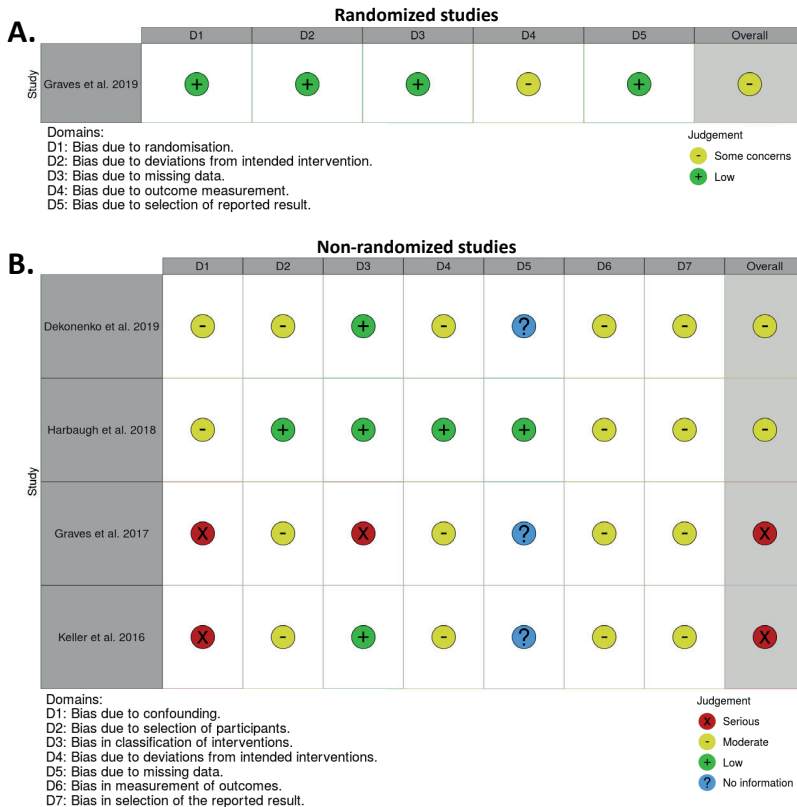 Randomized studies
A.
D1 D2 D3 D4 D5 Overall
Study
Graves et al. 2019 + + + - + -
Domains:
D1: Bias due to randomisation.
D2: Bias due to deviations from intended intervention.
D3: Bias due to missing data.
D4: Bias due to outcome measurement.
D5: Bias due to selection of reported result.
Judgement
- Some concerns
+ Low
Non-randomized studies
B.
D1 D2 D3 D4 D5 D6 D7 Overall
Study
Dekonenko et al. 2019 - - + - ? - - -
Harbaugh et al. 2018 - + + + + - - -
Graves et al. 2017 X - X - ? - - X
Keller et al. 2016 X - + - ? - - X
Domains:
D1: Bias due to confounding.
D2: Bias due to selection of participants.
D3: Bias in classification of interventions.
D4: Bias due to deviations from intended interventions.
D5: Bias due to missing data.
D6: Bias in measurement of outcomes.
D7: Bias in selection of the reported result.
Judgement
X Serious
- Moderate
+ Low
? No information